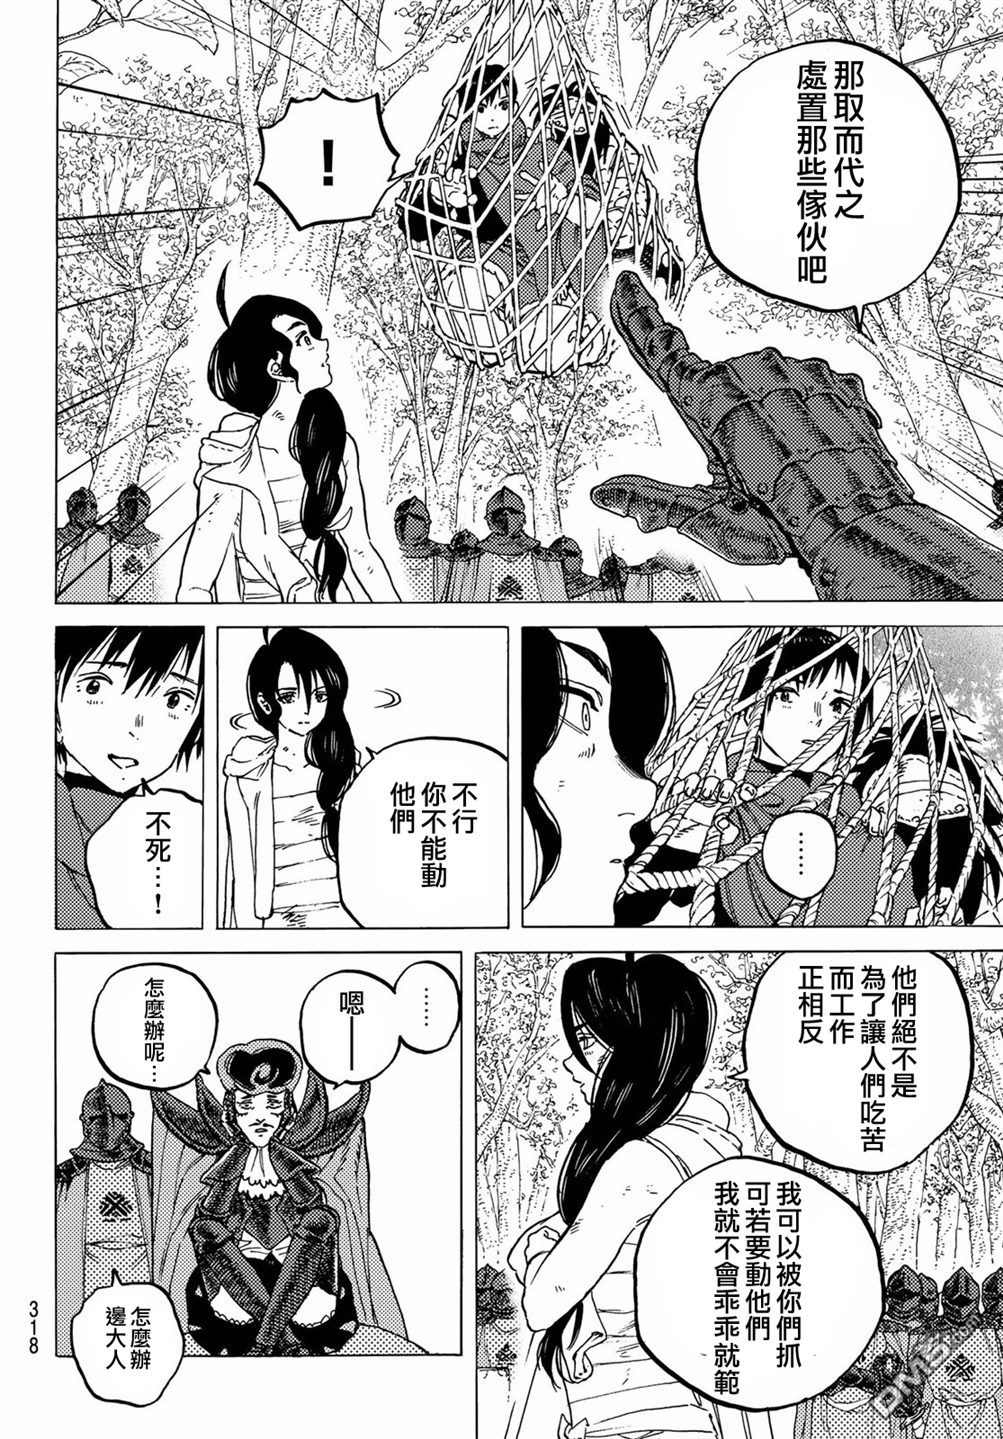 那取而代之
處置那些傢伙吧
！
……
不行
你不能動
他們
不死…！
他們絕不是
為了讓人們吃苦
而工作
正相反
我可以被你們抓
可若要動他們
我就不會乖乖就範
……
嗯——
怎麼辦呢…
怎麼辦
邊大人
318